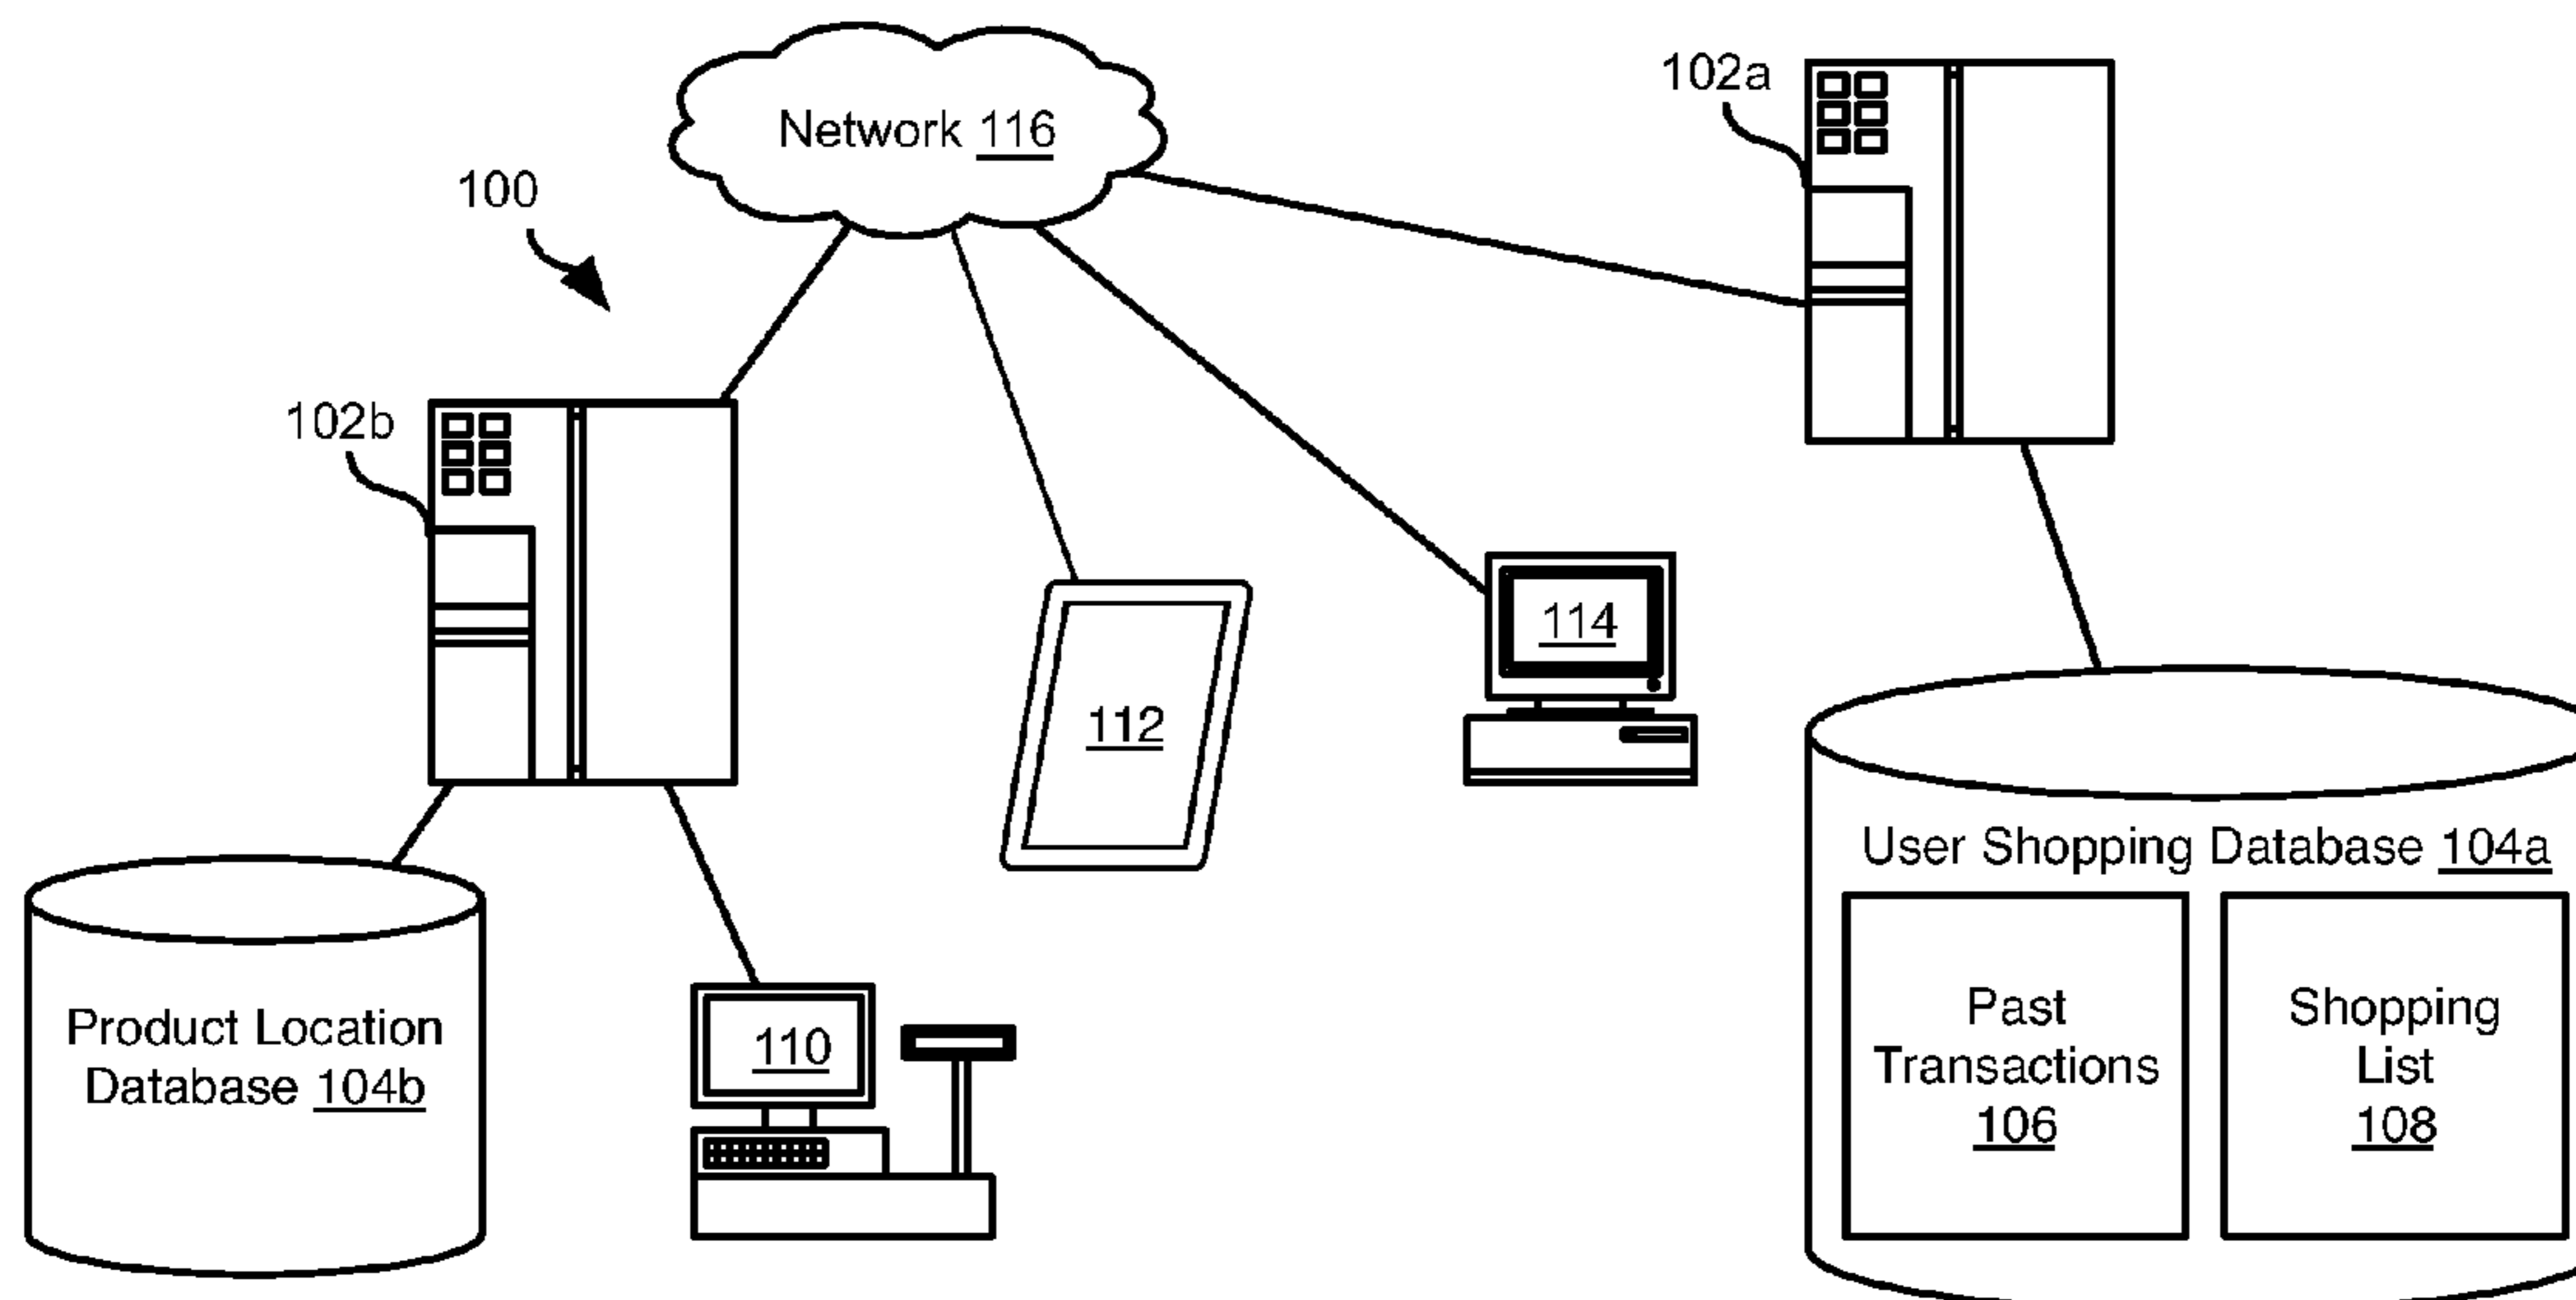 Network 116
102a
100
102b
114
112
User Shopping Database 104a
Product Location
Database 104b
110
Past
Transactions
106
Shopping
List
108